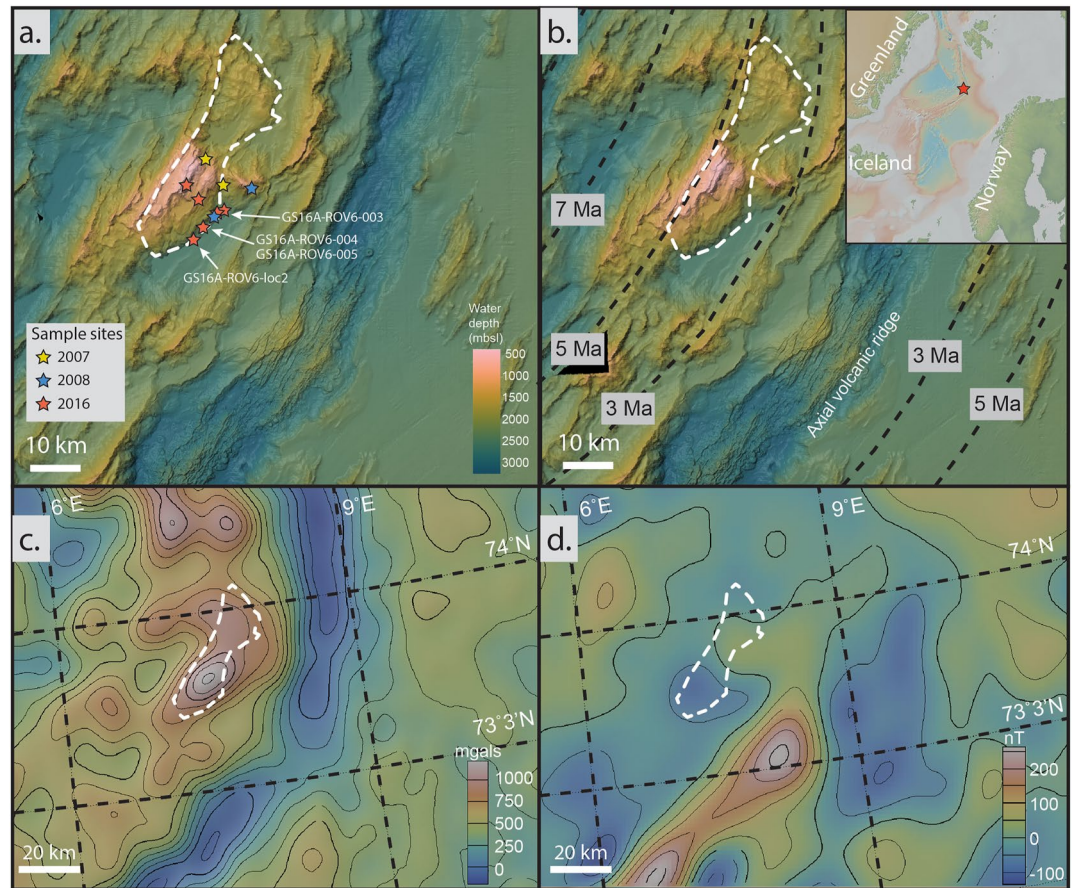 a.
GS16A-ROV6-003
GS16A-ROV6-004
GS16A-ROV6-005
GS16A-ROV6-loc2
Sample sites
2007
2008
2016
10 km
Water
depth
(mbsl)
500
1000
1500
2000
2500
3000
b.
Greenland
Iceland
Norway
7 Ma
5 Ma
3 Ma
Axial volcanic ridge
3 Ma
5 Ma
10 km
c.
6°E
9°E
74°N
73°3'N
mgals
1000
750
500
250
0
20 km
d.
6°E
9°E
74°N
73°3'N
nT
200
100
0
-100
20 km